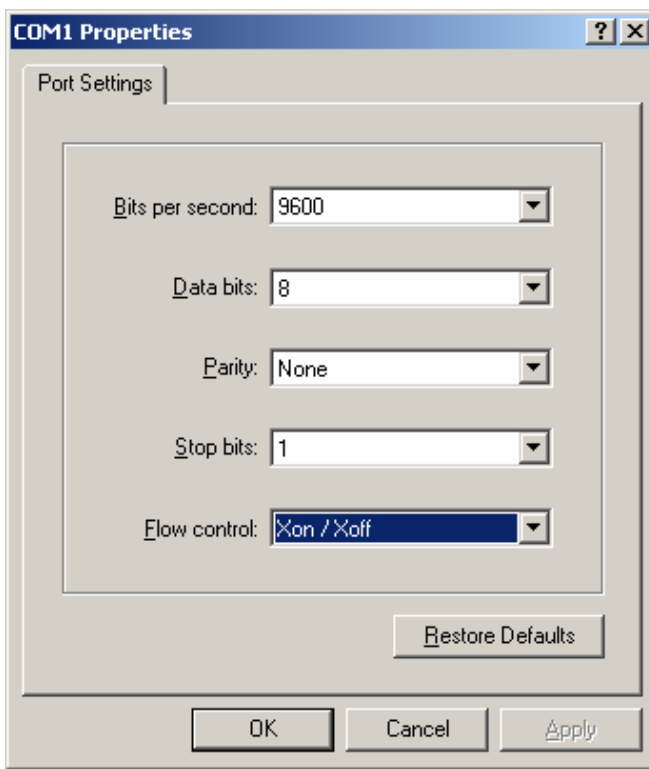 COM1 Properties
Port Settings
Bits per second: 9600
Data bits: 8
Parity: None
Stop bits: 1
Flow control: Xon / Xoff
Restore Defaults
OK Cancel Apply